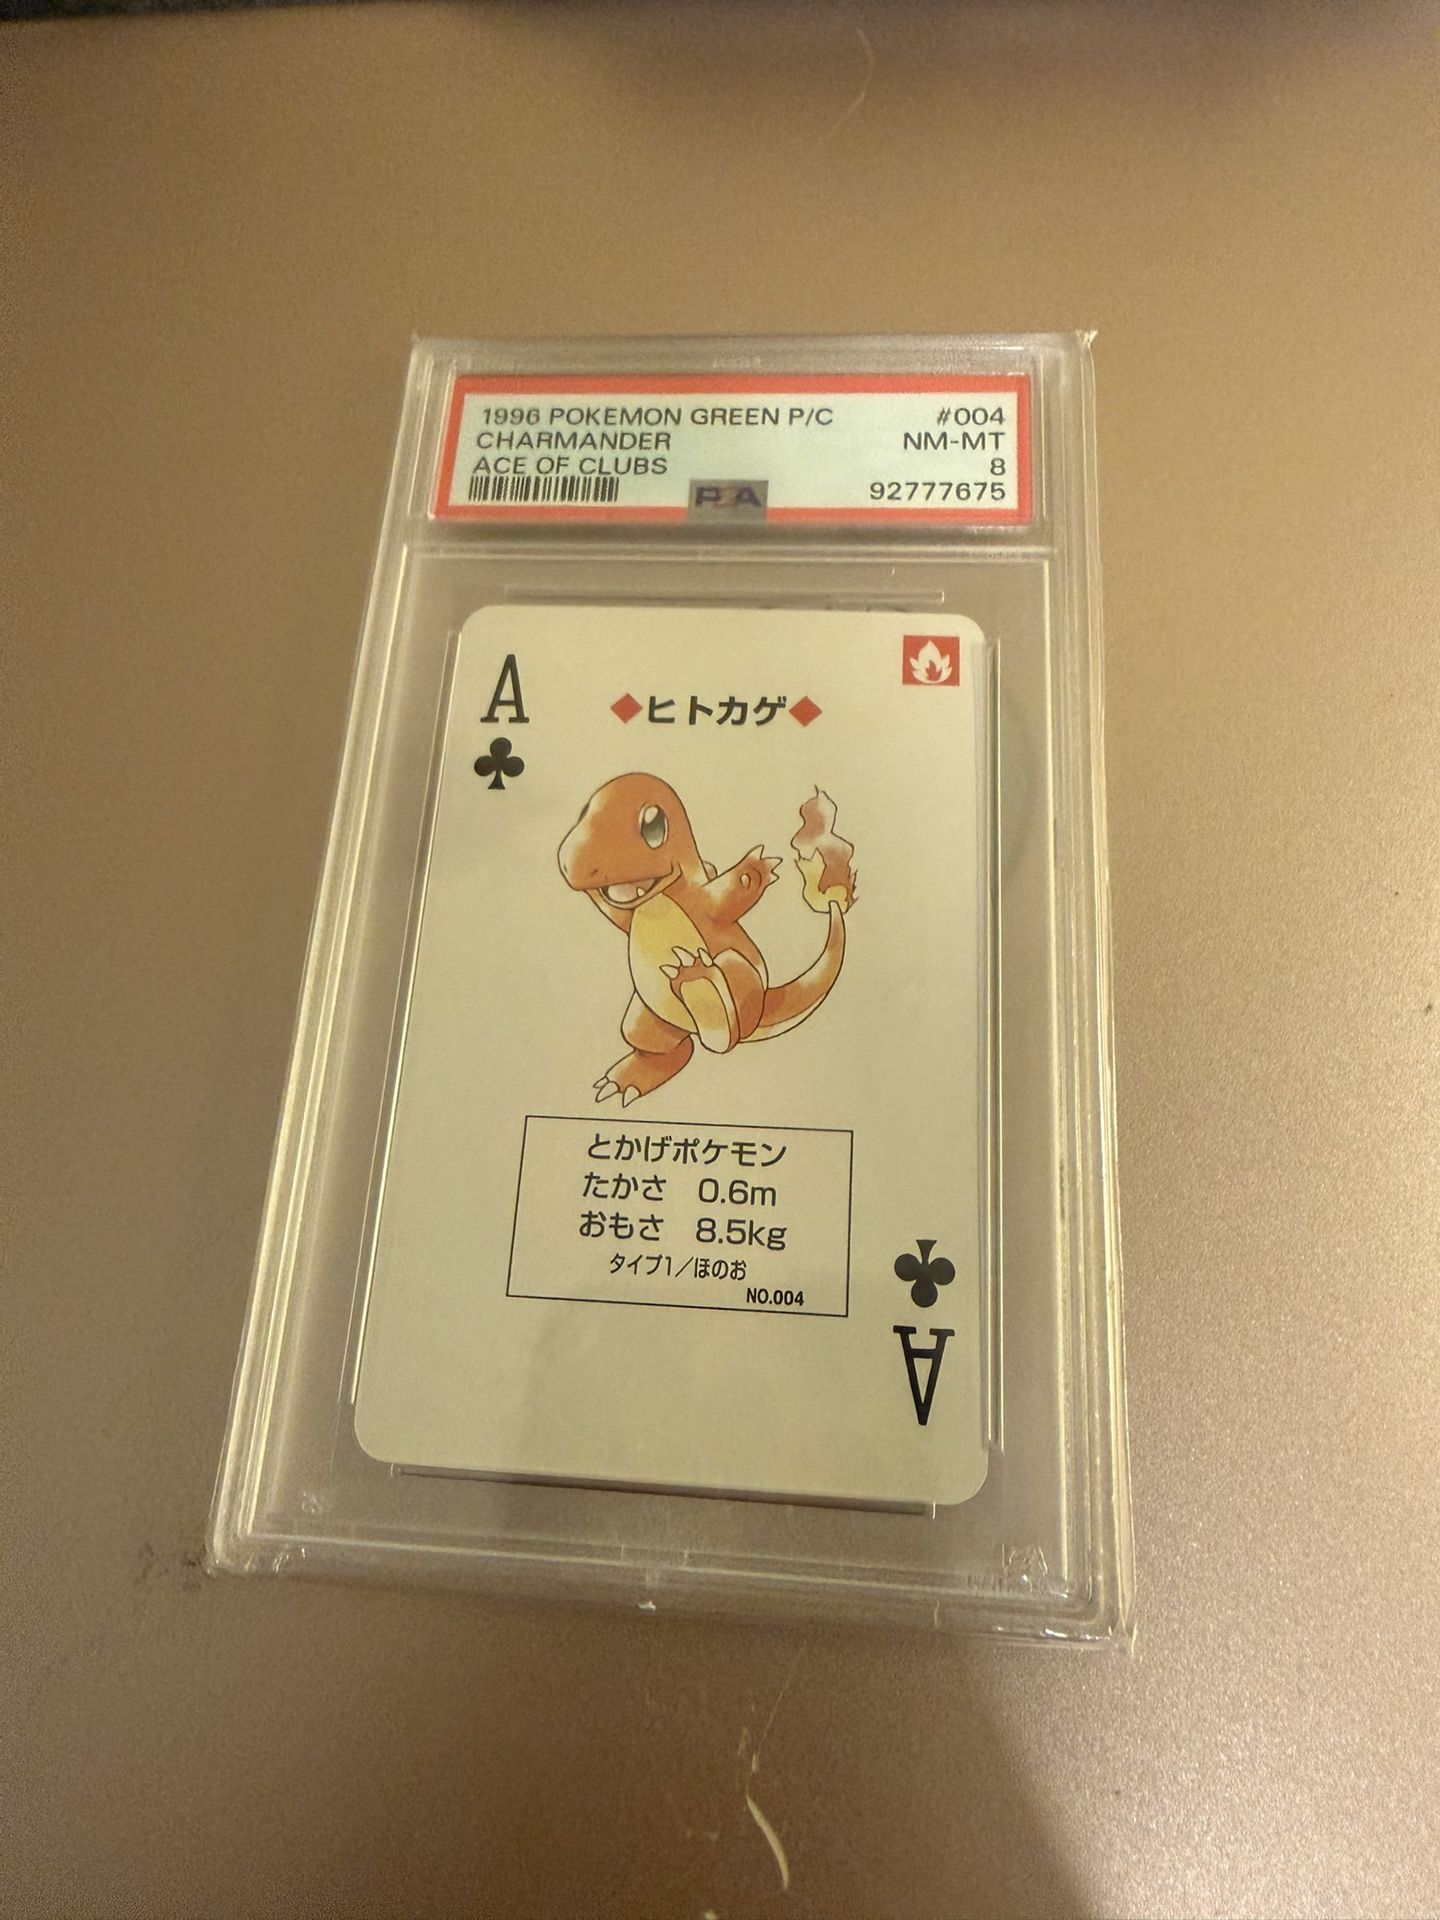 1996 POKEMON GREEN P/C #004
CHARMANDER NM-MT
ACE OF CLUBS 8
PSA 92777675
A
◆ヒトカゲ◆
とかげポケモン
たかさ 0.6m
おもさ 8.5kg
タイプ1/ほのお
NO.004
A